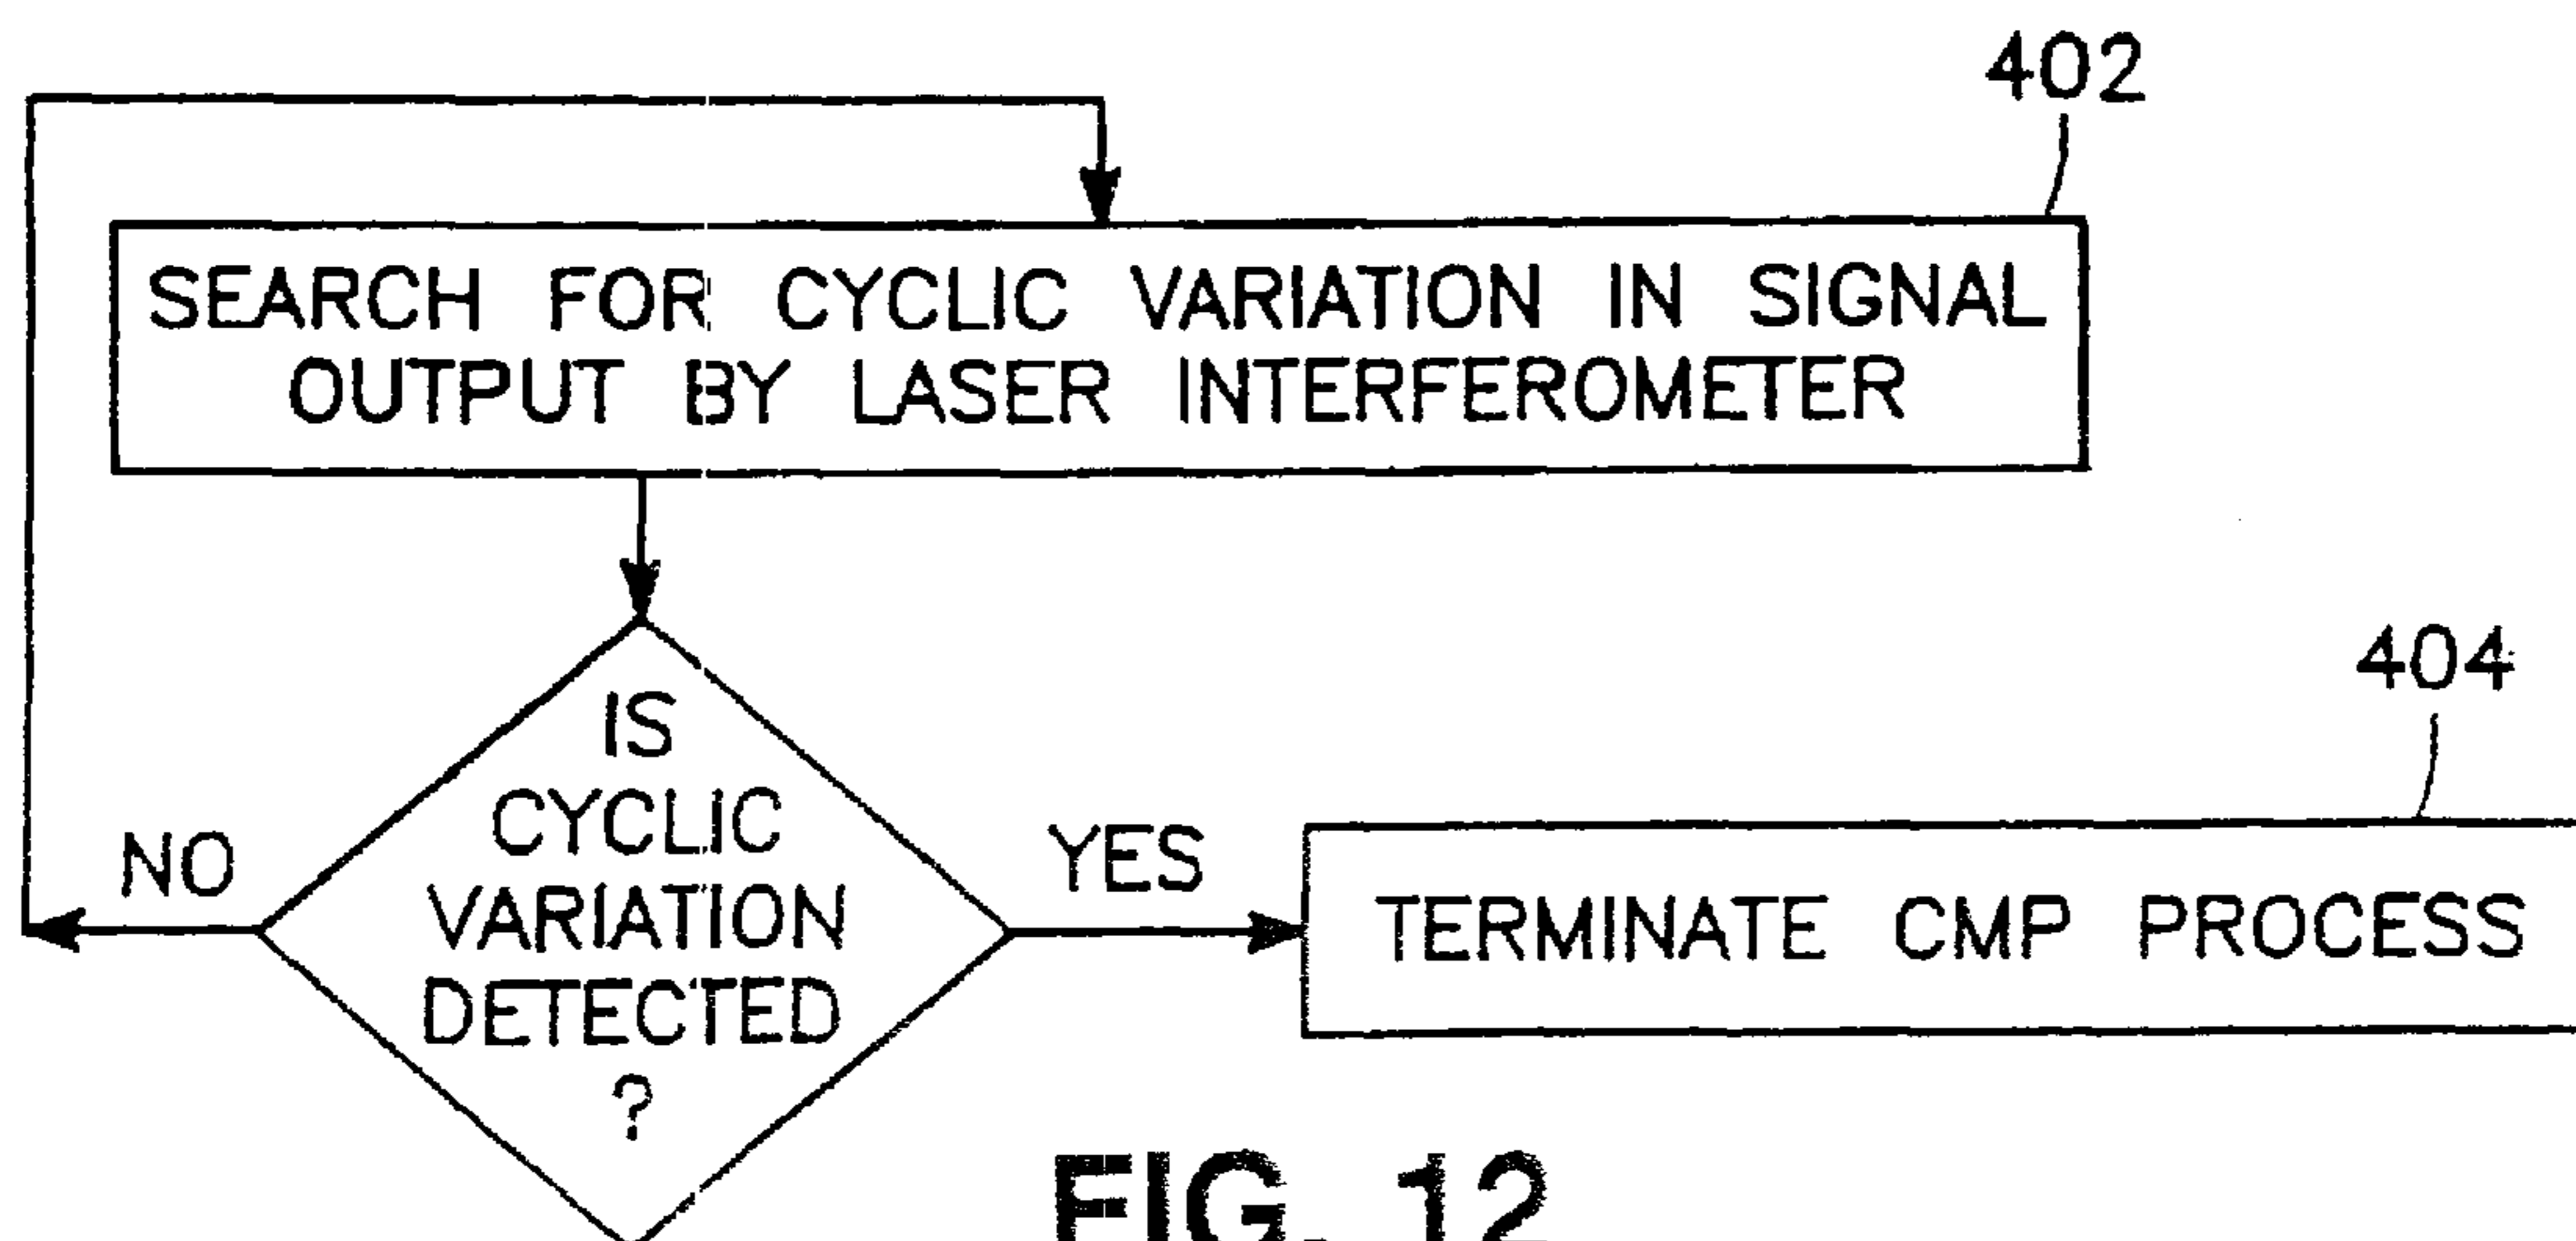 402
SEARCH FOR CYCLIC VARIATION IN SIGNAL
OUTPUT BY LASER INTERFEROMETER
IS
CYCLIC
VARIATION
DETECTED
?
NO
YES
404
TERMINATE CMP PROCESS
FIG. 12